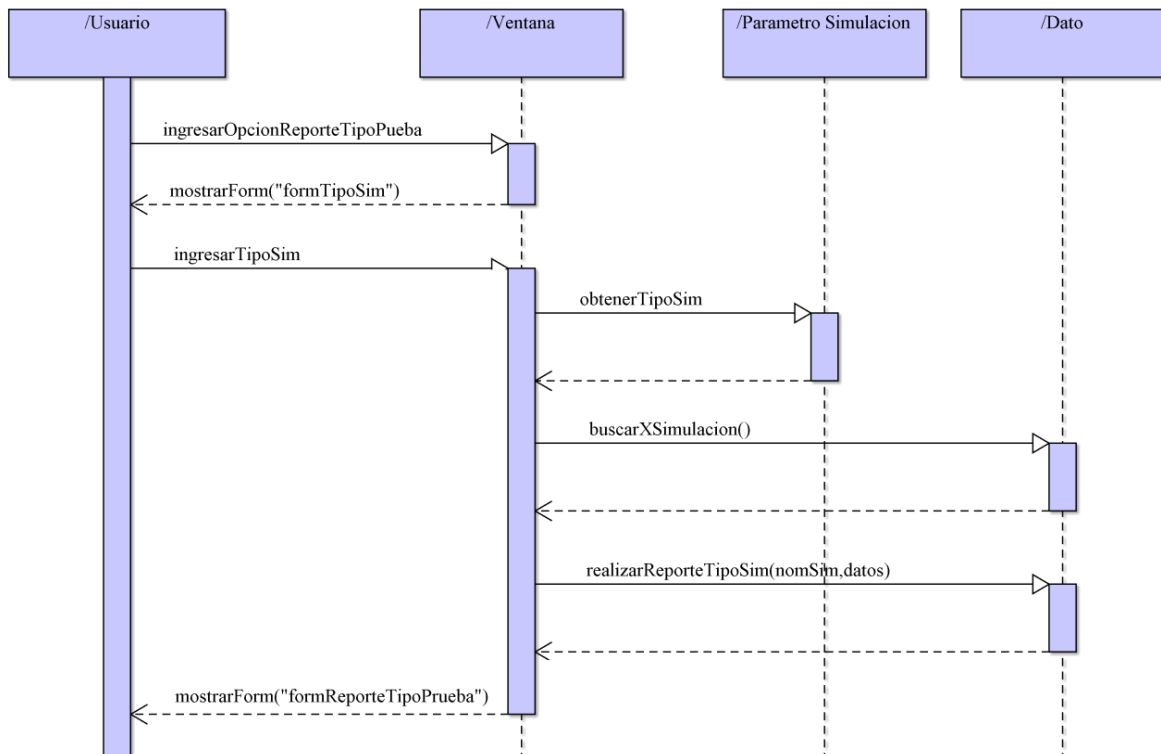 /Usuario
/Ventana
/Parametro Simulacion
/Dato
ingresarOpcionReporteTipoPueba
mostrarForm("formTipoSim")
ingresarTipoSim
obtenerTipoSim
buscarXSimulacion()
realizarReporteTipoSim(nomSim,datos)
mostrarForm("formReporteTipoPrueba")